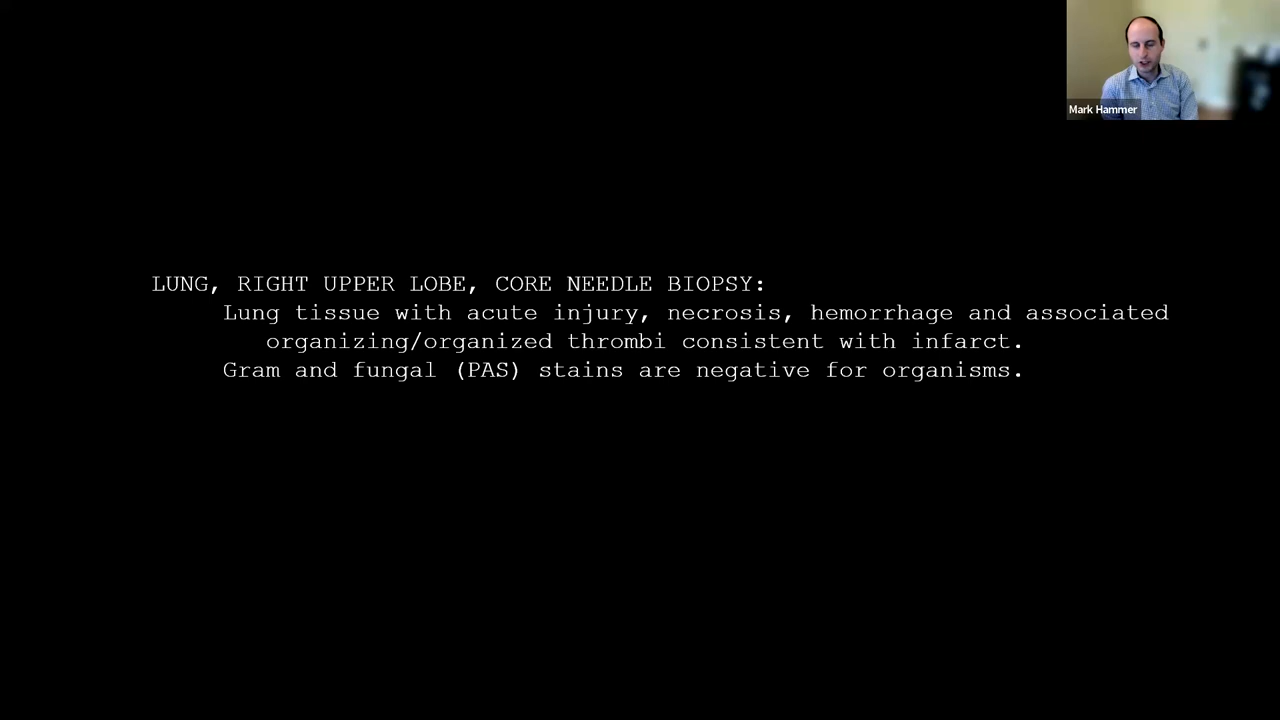 Mark Hammer
LUNG, RIGHT UPPER LOBE, CORE NEEDLE BIOPSY:
Lung tissue with acute injury, necrosis, hemorrhage and associated
organizing/organized thrombi consistent with infarct.
Gram and fungal (PAS) stains are negative for organisms.